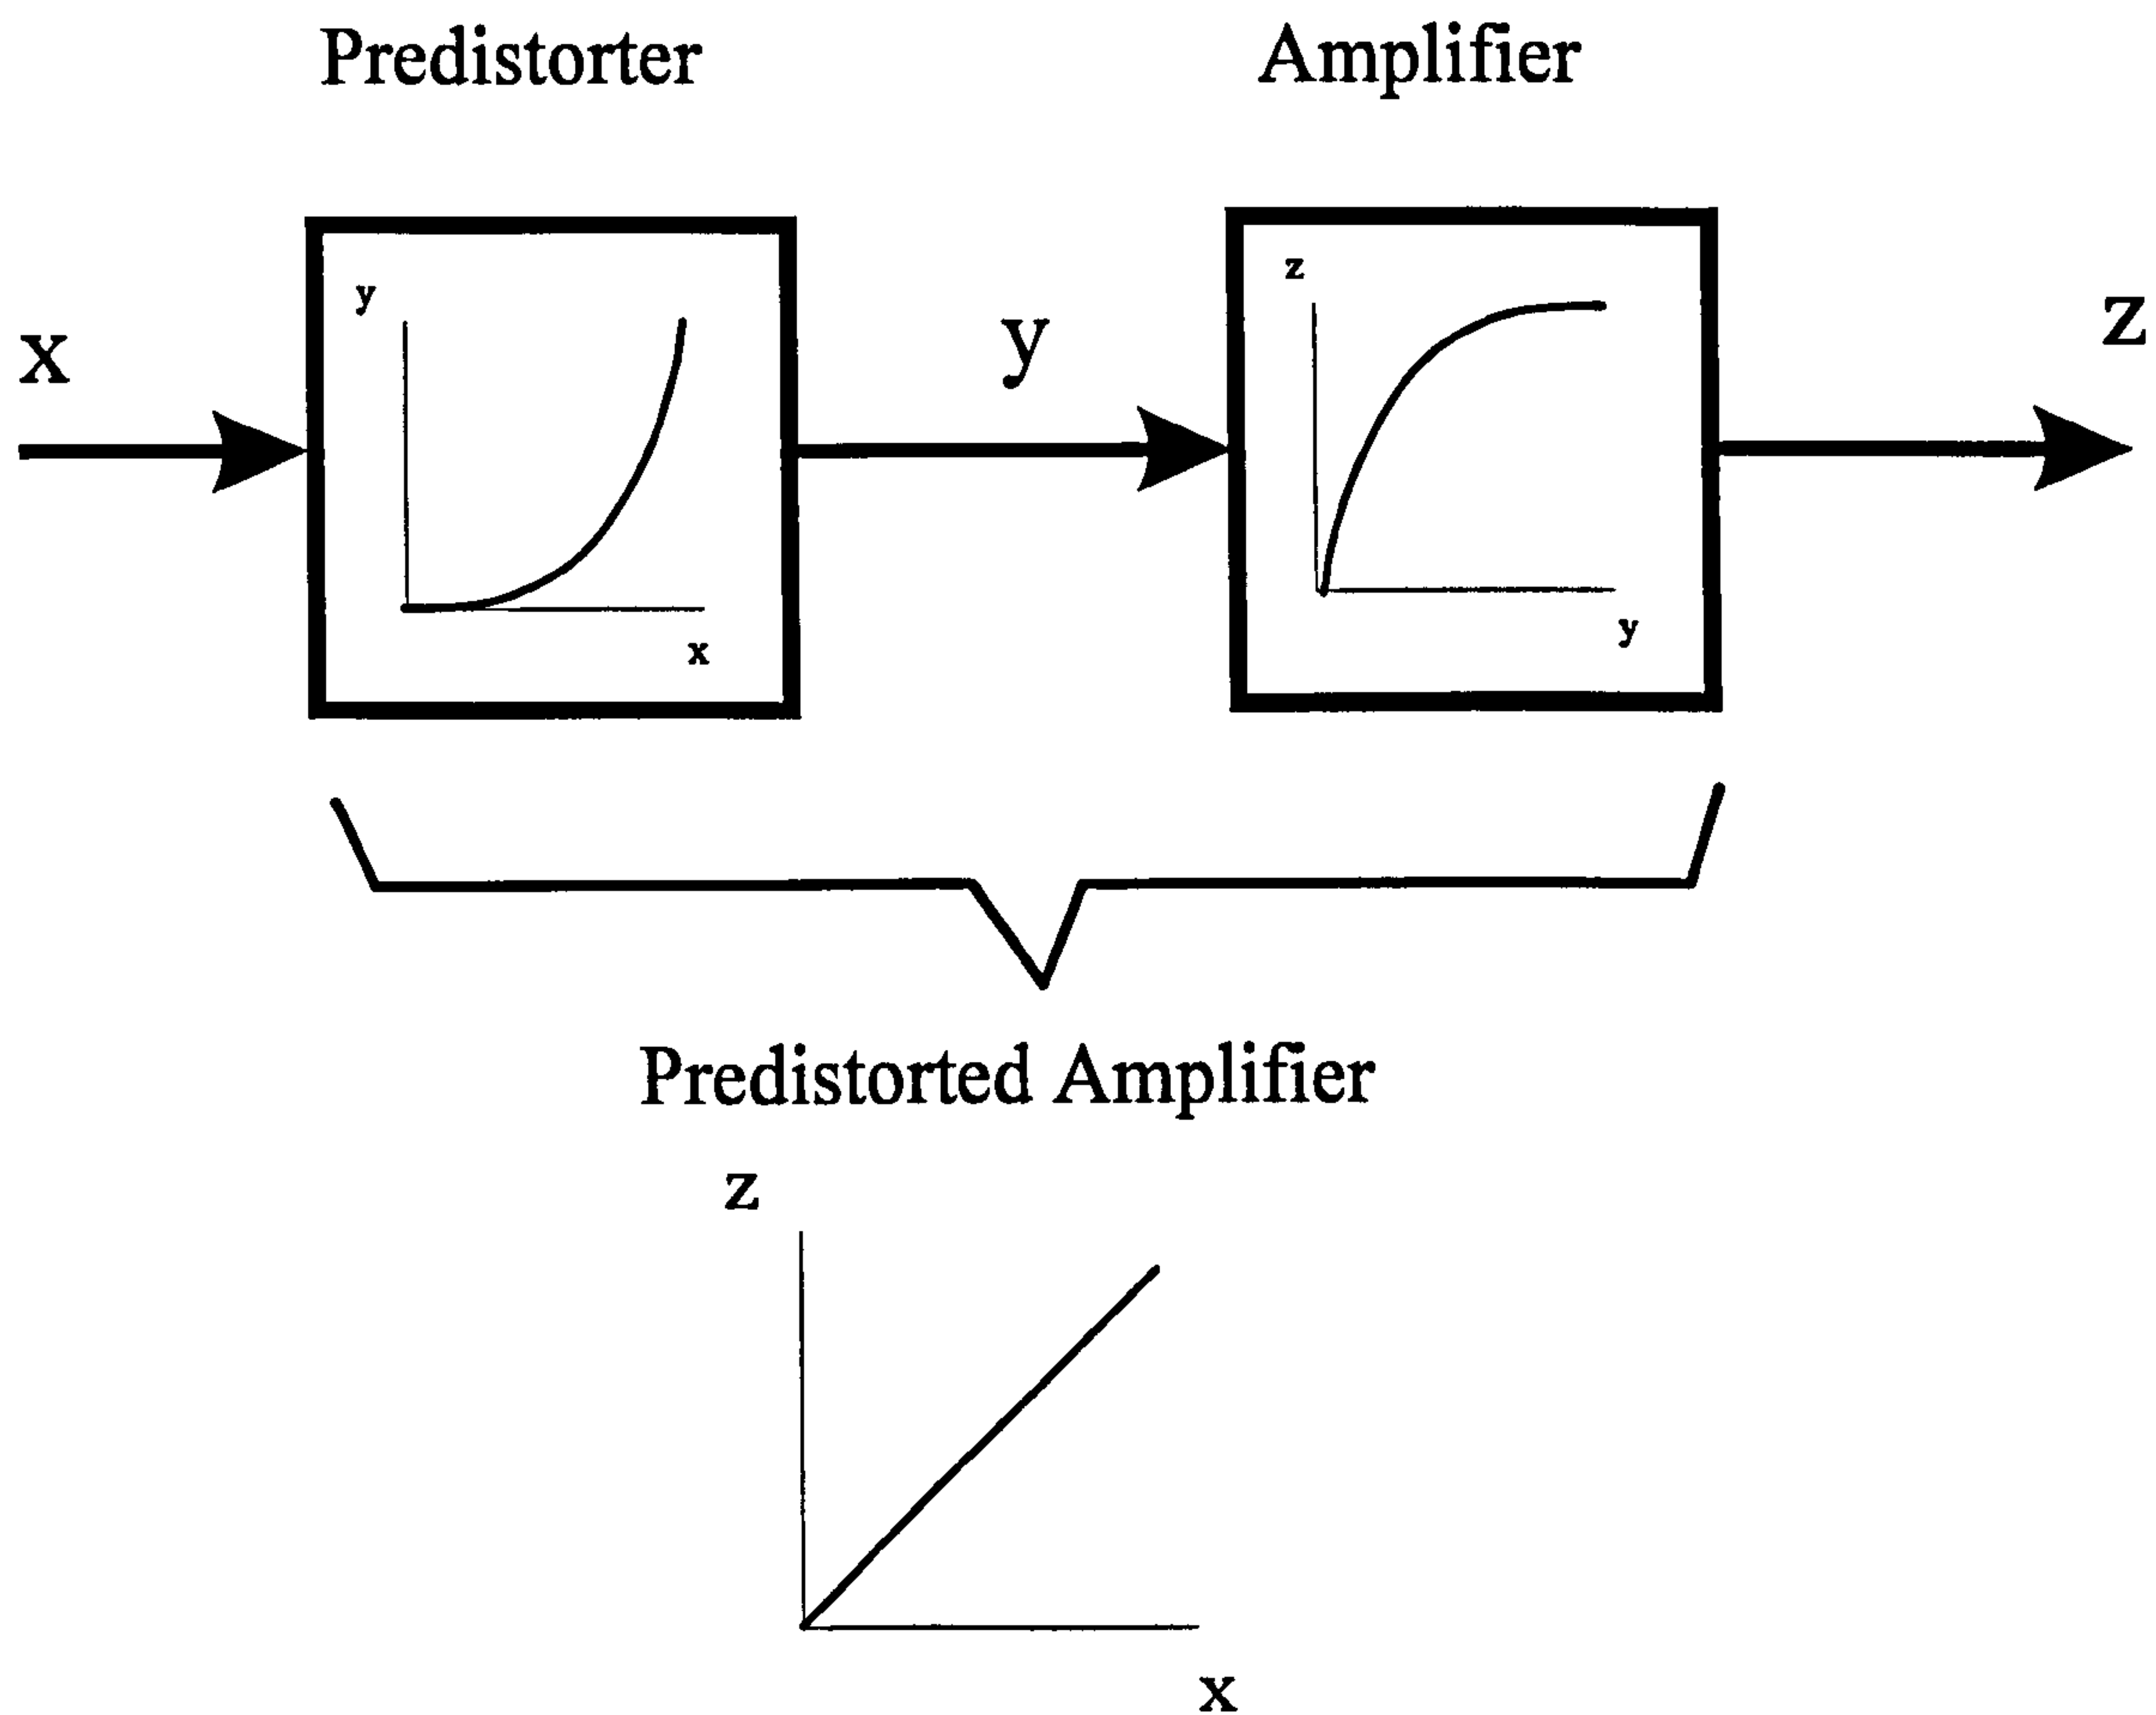 Predistorter
Amplifier
x
y
x
y
z
y
z
Predistorted Amplifier
z
x